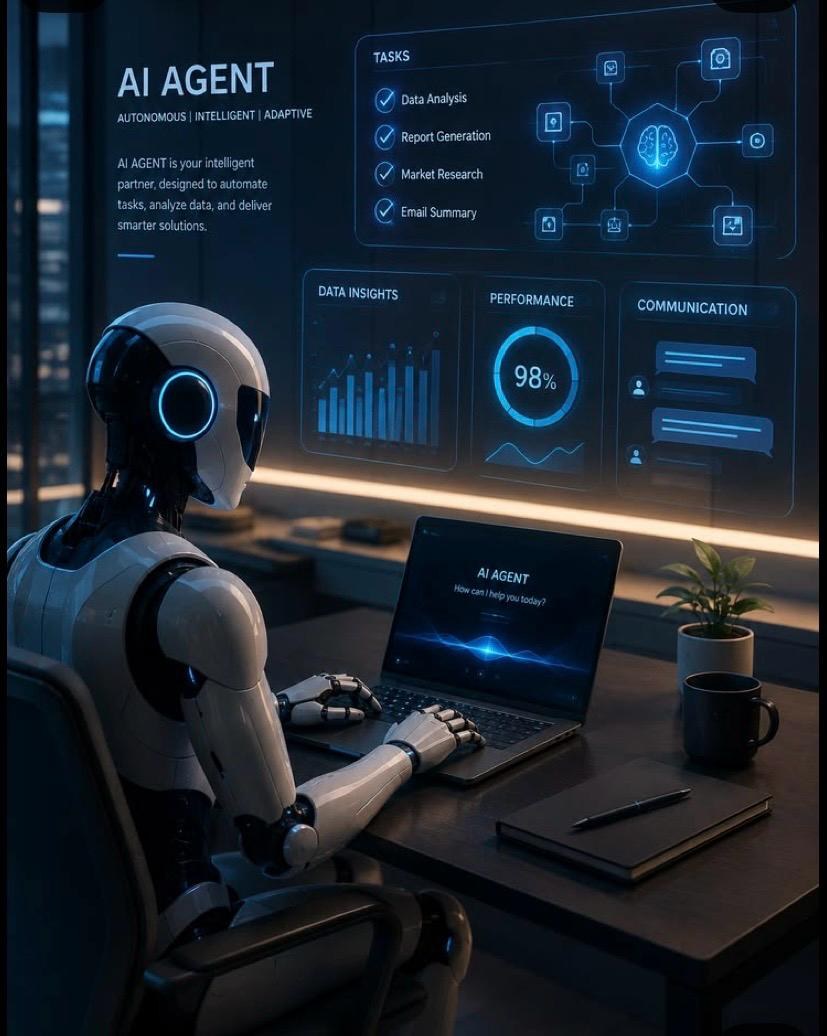 AI AGENT
AUTONOMOUS | INTELLIGENT | ADAPTIVE
AI AGENT is your intelligent
partner, designed to automate
tasks, analyze data, and deliver
smarter solutions.
TASKS
Data Analysis
Report Generation
Market Research
Email Summary
DATA INSIGHTS
PERFORMANCE
98%
COMMUNICATION
AI AGENT
How can I help you today?